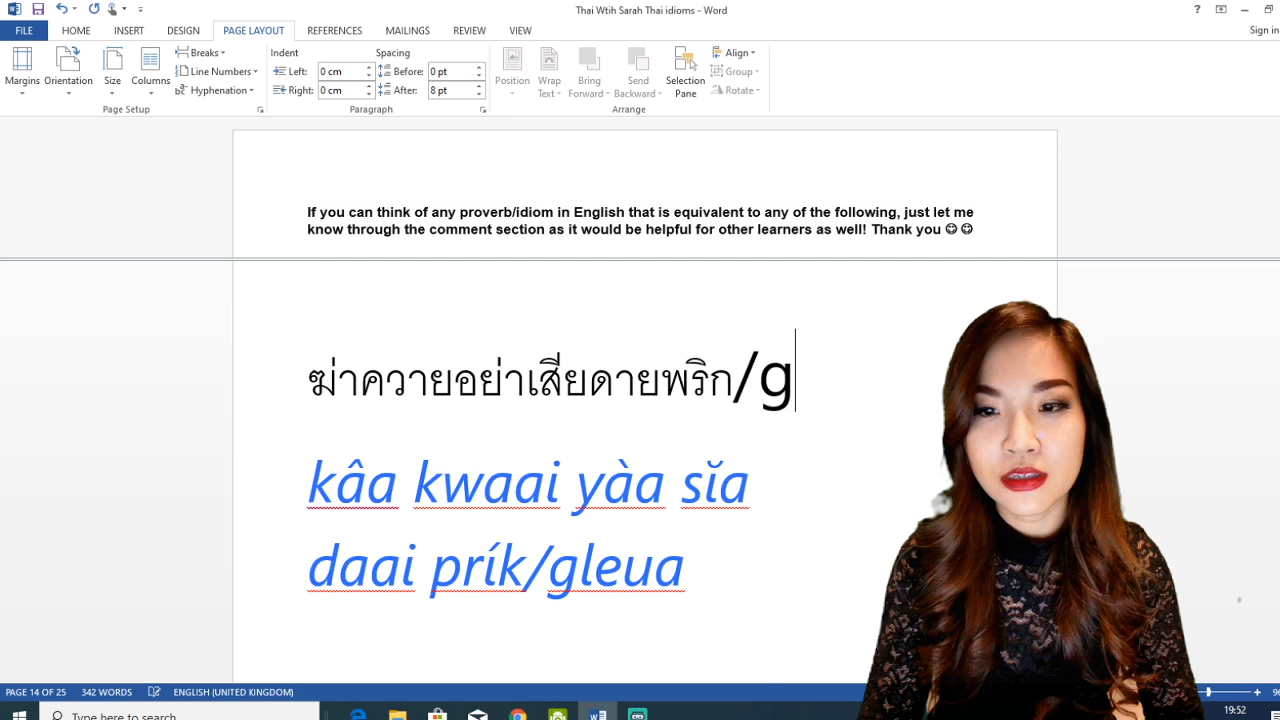 Thai Wtih Sarah Thai idioms - Word
Sign in
FILE HOME INSERT DESIGN PAGE LAYOUT REFERENCES MAILINGS REVIEW VIEW
Margins Orientation Size Columns
Breaks
Line Numbers
Hyphenation
Page Setup
Indent Spacing
Left: 0 cm Before: 0 pt
Right: 0 cm After: 8 pt
Paragraph
Position Wrap Text Bring Forward Send Backward Selection Pane
Align
Group
Rotate
Arrange
If you can think of any proverb/idiom in English that is equivalent to any of the following, just let me
know through the comment section as it would be helpful for other learners as well! Thank you 😊 😊
ฆ่าควายอย่าเสียดายพริก/g
kâa kwaai yàa sĭa
daai prík/gleua
PAGE 14 OF 25 342 WORDS ENGLISH (UNITED KINGDOM)
Type here to search
19:52